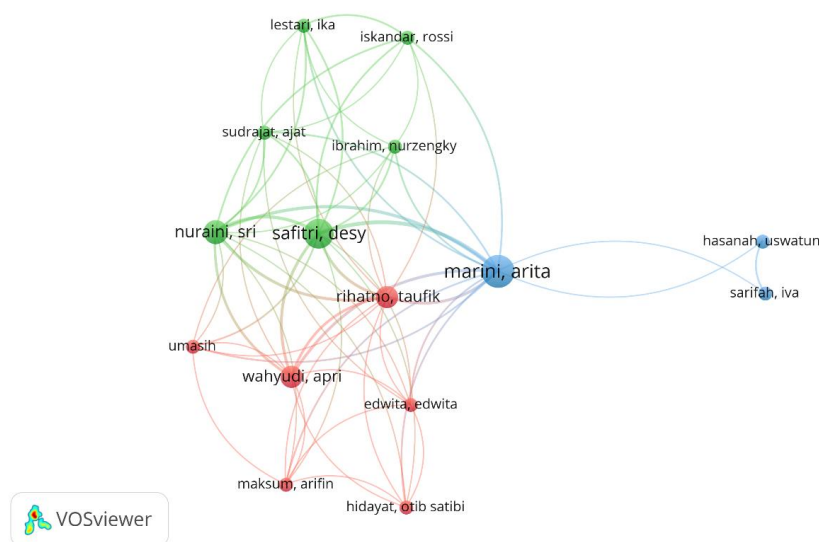 lestari, ika
iskandar, rossi
sudrajat, ajat
ibrahim, nurzengky
nuraini, sri
safitri, desy
hasanah, uswatun
marini, arita
sarifah, iva
rihatno, taufik
umasih
wahyudi, apri
edwita, edwita
maksum, arifin
hidayat, otib satibi
VOSviewer